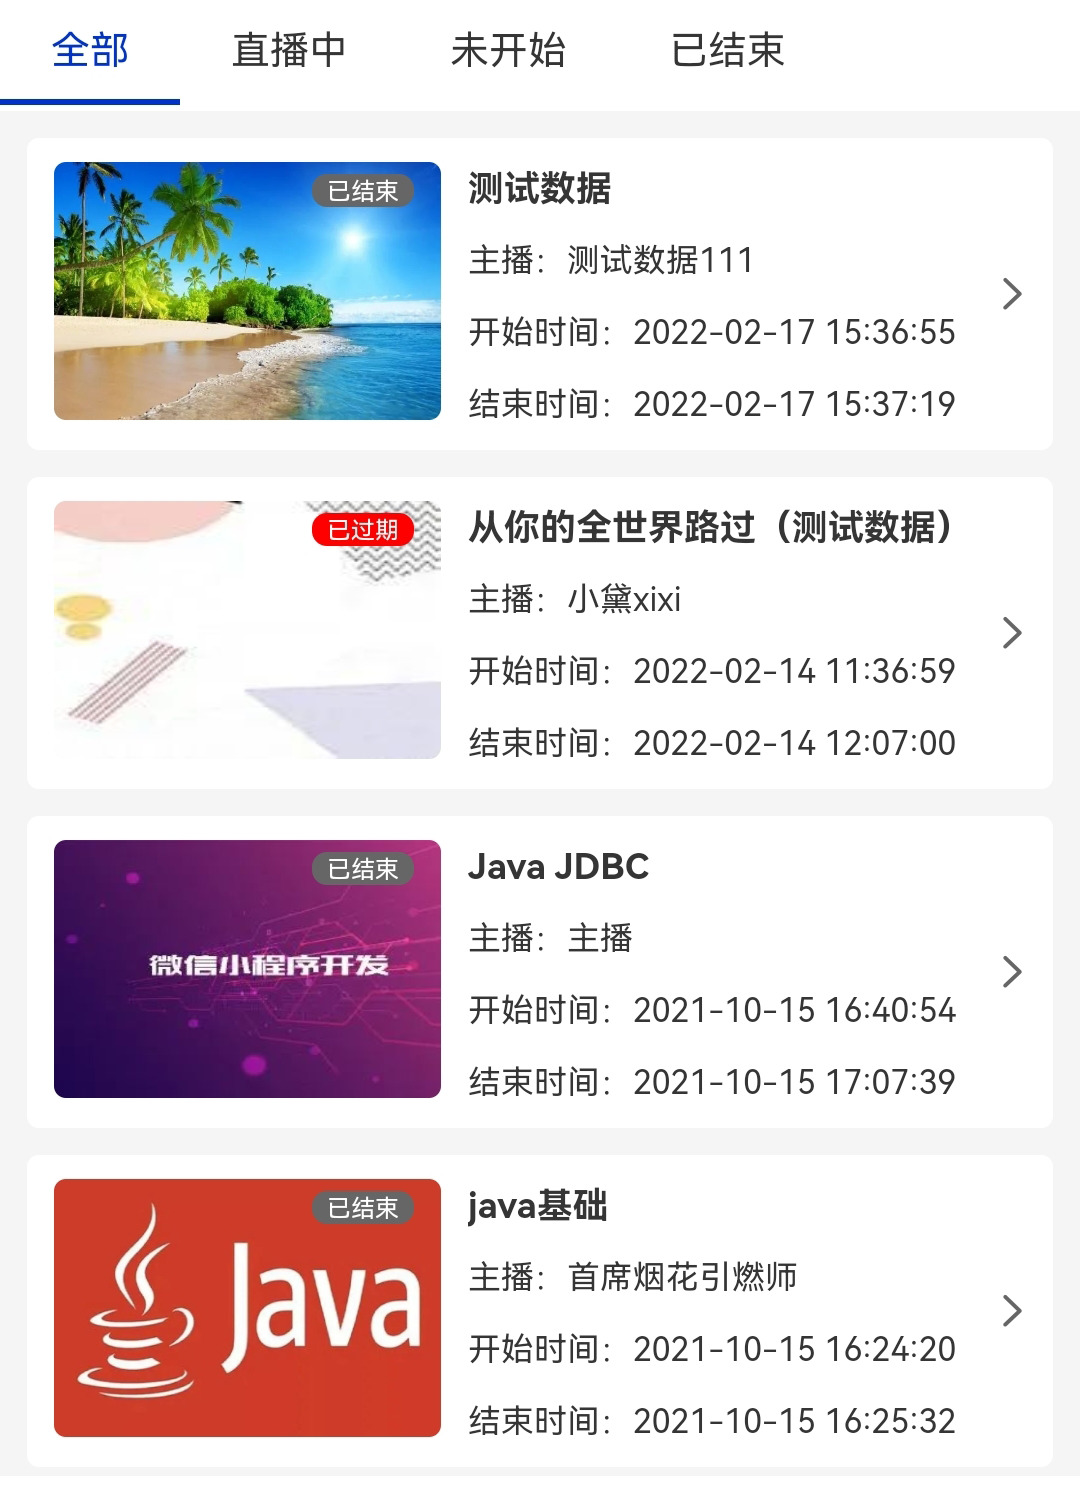 全部 直播中 未开始 已结束
已结束
测试数据
主播：测试数据111
开始时间：2022-02-17 15:36:55
结束时间：2022-02-17 15:37:19
已过期
从你的全世界路过（测试数据）
主播：小黛xixi
开始时间：2022-02-14 11:36:59
结束时间：2022-02-14 12:07:00
已结束
微信小程序开发
Java JDBC
主播：主播
开始时间：2021-10-15 16:40:54
结束时间：2021-10-15 17:07:39
已结束
Java
java基础
主播：首席烟花引燃师
开始时间：2021-10-15 16:24:20
结束时间：2021-10-15 16:25:32